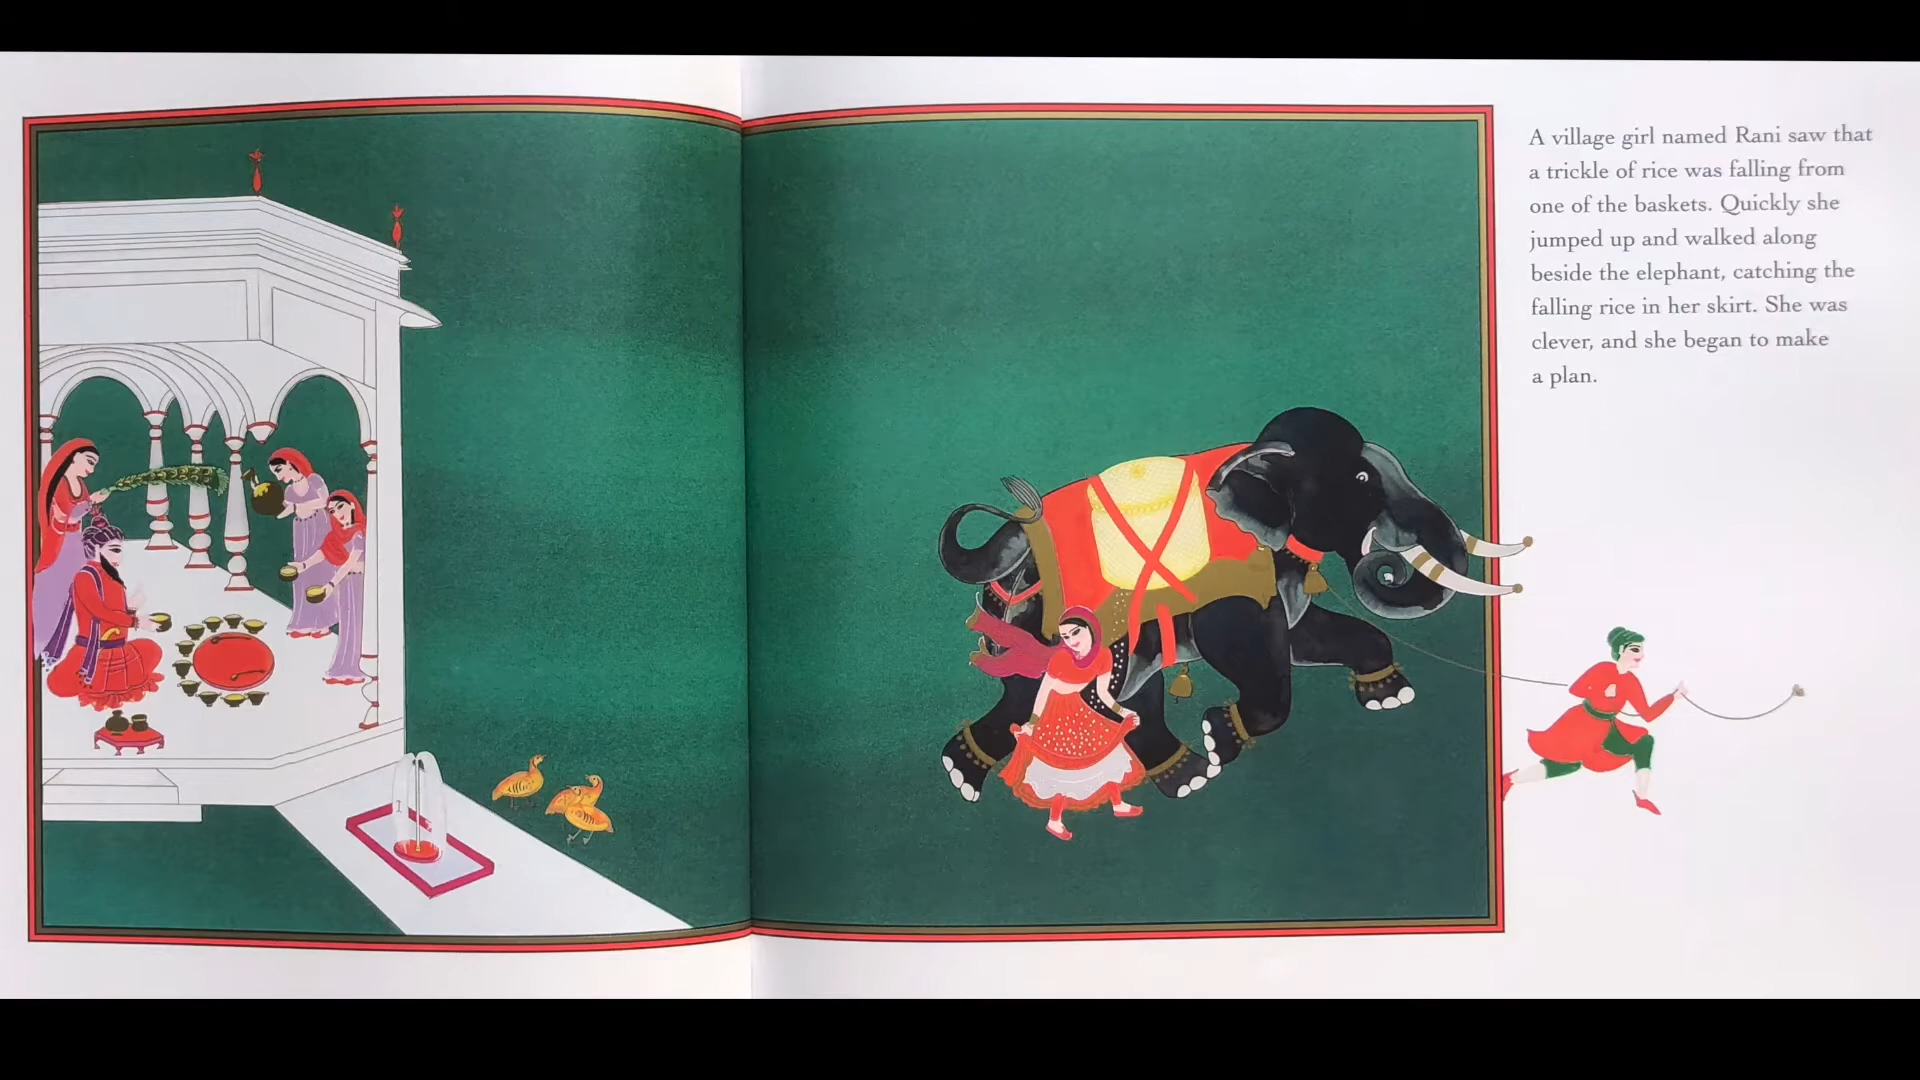 A village girl named Rani saw that
a trickle of rice was falling from
one of the baskets. Quickly she
jumped up and walked along
beside the elephant, catching the
falling rice in her skirt. She was
clever, and she began to make
a plan.